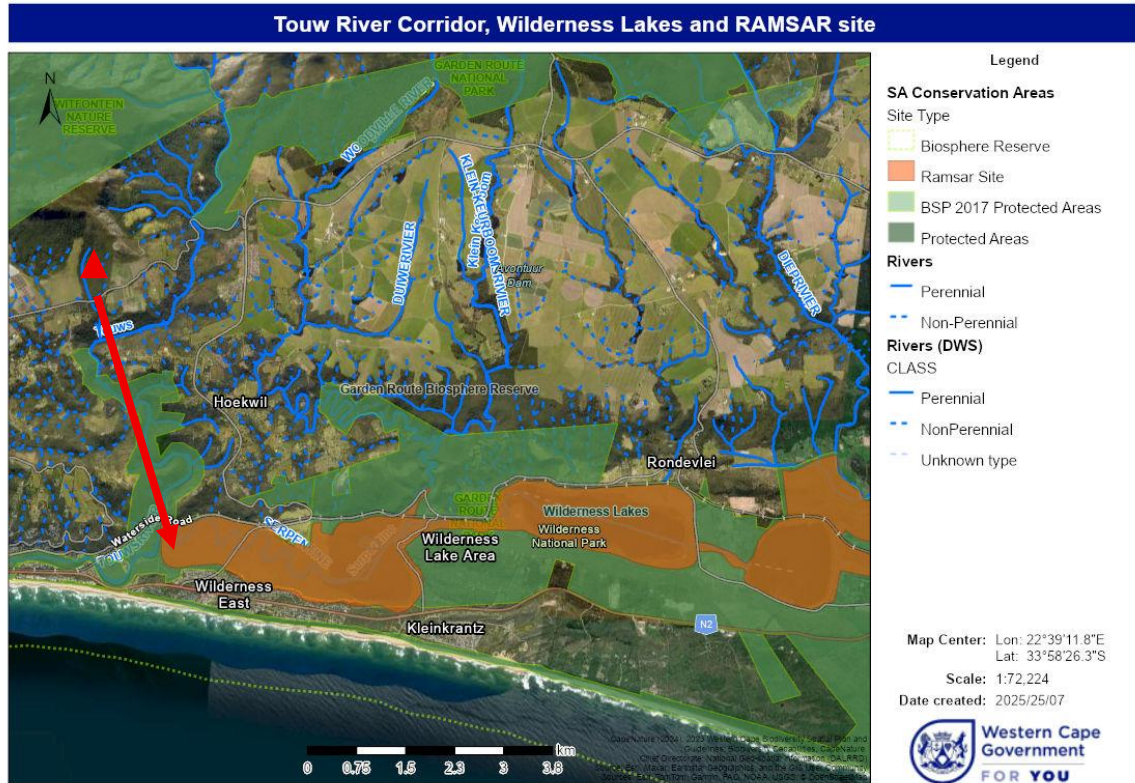 Touw River Corridor, Wilderness Lakes and RAMSAR site
N
WITFONTEIN
NATURE
RESERVE
GARDEN ROUTE
NATIONAL
PARK
WOODVILLE RIVER
KLEIN-KEURBOOMSRIVIER
Klein
DUIWERIVIER
Avontuur
Dam
DIEPRIVIER
Touws
Garden Route Biosphere Reserve
Hoekwil
Rondevlei
Waterside Road
SERPEN
GARDEN
ROUTE
Wilderness Lakes
Wilderness
National Park
Wilderness
Lake Area
Wilderness
East
Kleinkrantz
N2
km
0 0.75 1.5 2.3 3 3.8
Legend
SA Conservation Areas
Site Type
Biosphere Reserve
Ramsar Site
BSP 2017 Protected Areas
Protected Areas
Rivers
Perennial
Non-Perennial
Rivers (DWS)
CLASS
Perennial
NonPerennial
Unknown type
Map Center: Lon: 22°39'11.8"E
Lat: 33°58'26.3"S
Scale: 1:72,224
Date created: 2025/25/07
Western Cape
Government
FOR YOU